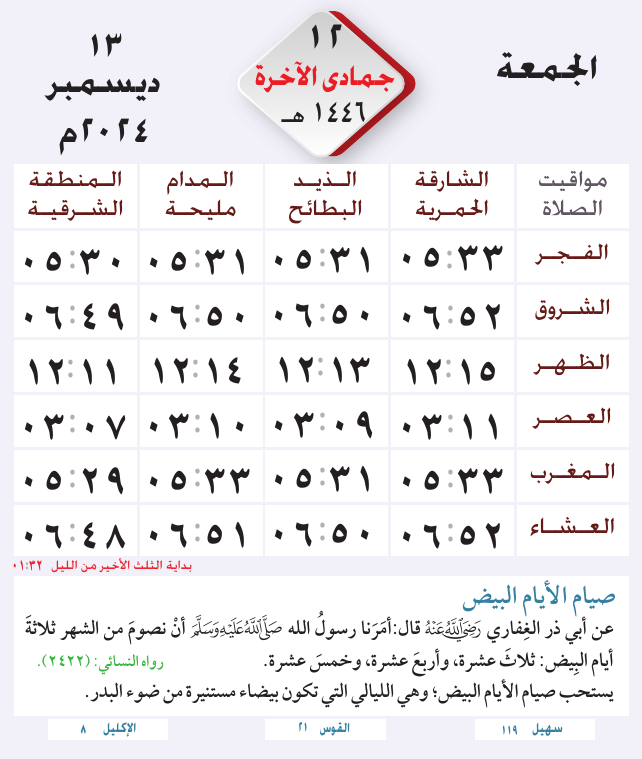 الجمعة
١٢
جمادى الآخرة
١٤٤٦ هـ
١٣
ديسمبر
٢٠٢٤م
مواقيت الصلاة | الشارقة الحمرية | الذيد البطائح | المدام مليحة | المنطقة الشرقية
الفجر | ٠٥:٣٣ | ٠٥:٣١ | ٠٥:٣١ | ٠٥:٣٠
الشروق | ٠٦:٥٢ | ٠٦:٥٠ | ٠٦:٥٠ | ٠٦:٤٩
الظهر | ١٢:١٥ | ١٢:١٣ | ١٢:١٤ | ١٢:١١
العصر | ٠٣:١١ | ٠٣:٠٩ | ٠٣:١٠ | ٠٣:٠٧
المغرب | ٠٥:٣٣ | ٠٥:٣١ | ٠٥:٣٣ | ٠٥:٢٩
العشاء | ٠٦:٥٢ | ٠٦:٥٠ | ٠٦:٥١ | ٠٦:٤٨
بداية الثلث الأخير من الليل ٠١:٣٢
صيام الأيام البيض
عن أبي ذر الغِفاري رَضِيَ اللَّهُ عَنْهُ قال: أمَرَنا رسولُ الله صَلَّى اللَّهُ عَلَيْهِ وَسَلَّمَ أنْ نصومَ من الشهر ثلاثةَ
أيام البِيض: ثلاثَ عشرة، وأربعَ عشرة، وخمسَ عشرة. رواه النسائي: (٢٤٢٢).
يستحب صيام الأيام البيض؛ وهي الليالي التي تكون بيضاء مستنيرة من ضوء البدر.
سهيل ١١٩
القوس ٢١
الإكليل ٨